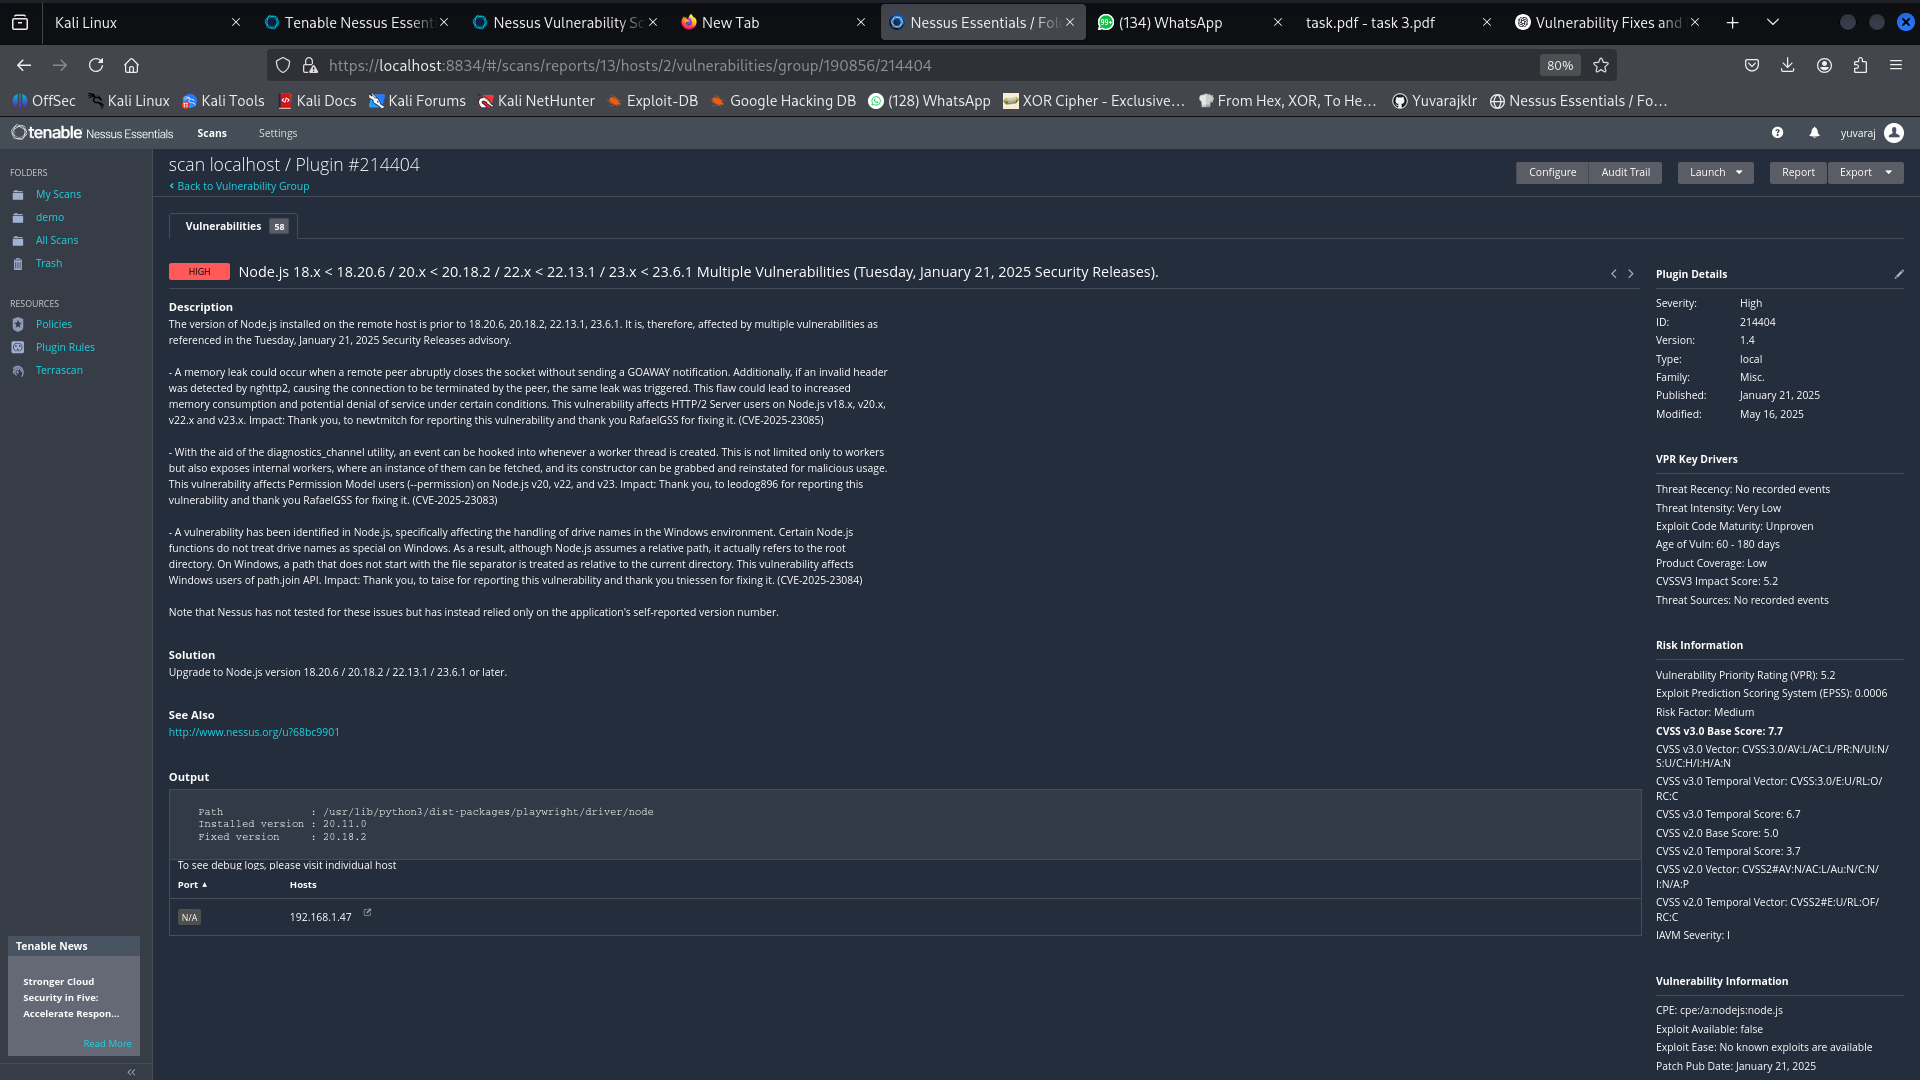 Kali Linux
Tenable Nessus Essent
Nessus Vulnerability Sc
New Tab
Nessus Essentials / Fol
(134) WhatsApp
task.pdf - task 3.pdf
Vulnerability Fixes and
https://localhost:8834/#/scans/reports/13/hosts/2/vulnerabilities/group/190856/214404
80%
OffSec
Kali Linux
Kali Tools
Kali Docs
Kali Forums
Kali NetHunter
Exploit-DB
Google Hacking DB
(128) WhatsApp
XOR Cipher - Exclusive…
From Hex, XOR, To He…
Yuvarajklr
Nessus Essentials / Fo…
tenable Nessus Essentials
Scans
Settings
yuvaraj
FOLDERS
My Scans
demo
All Scans
Trash
RESOURCES
Policies
Plugin Rules
Terrascan
Tenable News
Stronger Cloud
Security in Five:
Accelerate Respon...
Read More
scan localhost / Plugin #214404
Back to Vulnerability Group
Configure
Audit Trail
Launch
Report
Export
Vulnerabilities 58
HIGH
Node.js 18.x < 18.20.6 / 20.x < 20.18.2 / 22.x < 22.13.1 / 23.x < 23.6.1 Multiple Vulnerabilities (Tuesday, January 21, 2025 Security Releases).
Description
The version of Node.js installed on the remote host is prior to 18.20.6, 20.18.2, 22.13.1, 23.6.1. It is, therefore, affected by multiple vulnerabilities as
referenced in the Tuesday, January 21, 2025 Security Releases advisory.
- A memory leak could occur when a remote peer abruptly closes the socket without sending a GOAWAY notification. Additionally, if an invalid header
was detected by nghttp2, causing the connection to be terminated by the peer, the same leak was triggered. This flaw could lead to increased
memory consumption and potential denial of service under certain conditions. This vulnerability affects HTTP/2 Server users on Node.js v18.x, v20.x,
v22.x and v23.x. Impact: Thank you, to newtmitch for reporting this vulnerability and thank you RafaelGSS for fixing it. (CVE-2025-23085)
- With the aid of the diagnostics_channel utility, an event can be hooked into whenever a worker thread is created. This is not limited only to workers
but also exposes internal workers, where an instance of them can be fetched, and its constructor can be grabbed and reinstated for malicious usage.
This vulnerability affects Permission Model users (--permission) on Node.js v20, v22, and v23. Impact: Thank you, to leodog896 for reporting this
vulnerability and thank you RafaelGSS for fixing it. (CVE-2025-23083)
- A vulnerability has been identified in Node.js, specifically affecting the handling of drive names in the Windows environment. Certain Node.js
functions do not treat drive names as special on Windows. As a result, although Node.js assumes a relative path, it actually refers to the root
directory. On Windows, a path that does not start with the file separator is treated as relative to the current directory. This vulnerability affects
Windows users of path.join API. Impact: Thank you, to taise for reporting this vulnerability and thank you tniessen for fixing it. (CVE-2025-23084)
Note that Nessus has not tested for these issues but has instead relied only on the application's self-reported version number.
Solution
Upgrade to Node.js version 18.20.6 / 20.18.2 / 22.13.1 / 23.6.1 or later.
See Also
http://www.nessus.org/u?68bc9901
Output
Path : /usr/lib/python3/dist-packages/playwright/driver/node
Installed version : 20.11.0
Fixed version : 20.18.2
To see debug logs, please visit individual host
Port Hosts
N/A 192.168.1.47
Plugin Details
Severity: High
ID: 214404
Version: 1.4
Type: local
Family: Misc.
Published: January 21, 2025
Modified: May 16, 2025
VPR Key Drivers
Threat Recency: No recorded events
Threat Intensity: Very Low
Exploit Code Maturity: Unproven
Age of Vuln: 60 - 180 days
Product Coverage: Low
CVSSV3 Impact Score: 5.2
Threat Sources: No recorded events
Risk Information
Vulnerability Priority Rating (VPR): 5.2
Exploit Prediction Scoring System (EPSS): 0.0006
Risk Factor: Medium
CVSS v3.0 Base Score: 7.7
CVSS v3.0 Vector: CVSS:3.0/AV:L/AC:L/PR:N/UI:N/
S:U/C:H/I:H/A:N
CVSS v3.0 Temporal Vector: CVSS:3.0/E:U/RL:O/
RC:C
CVSS v3.0 Temporal Score: 6.7
CVSS v2.0 Base Score: 5.0
CVSS v2.0 Temporal Score: 3.7
CVSS v2.0 Vector: CVSS2#AV:N/AC:L/Au:N/C:N/
I:N/A:P
CVSS v2.0 Temporal Vector: CVSS2#E:U/RL:OF/
RC:C
IAVM Severity: I
Vulnerability Information
CPE: cpe:/a:nodejs:node.js
Exploit Available: false
Exploit Ease: No known exploits are available
Patch Pub Date: January 21, 2025